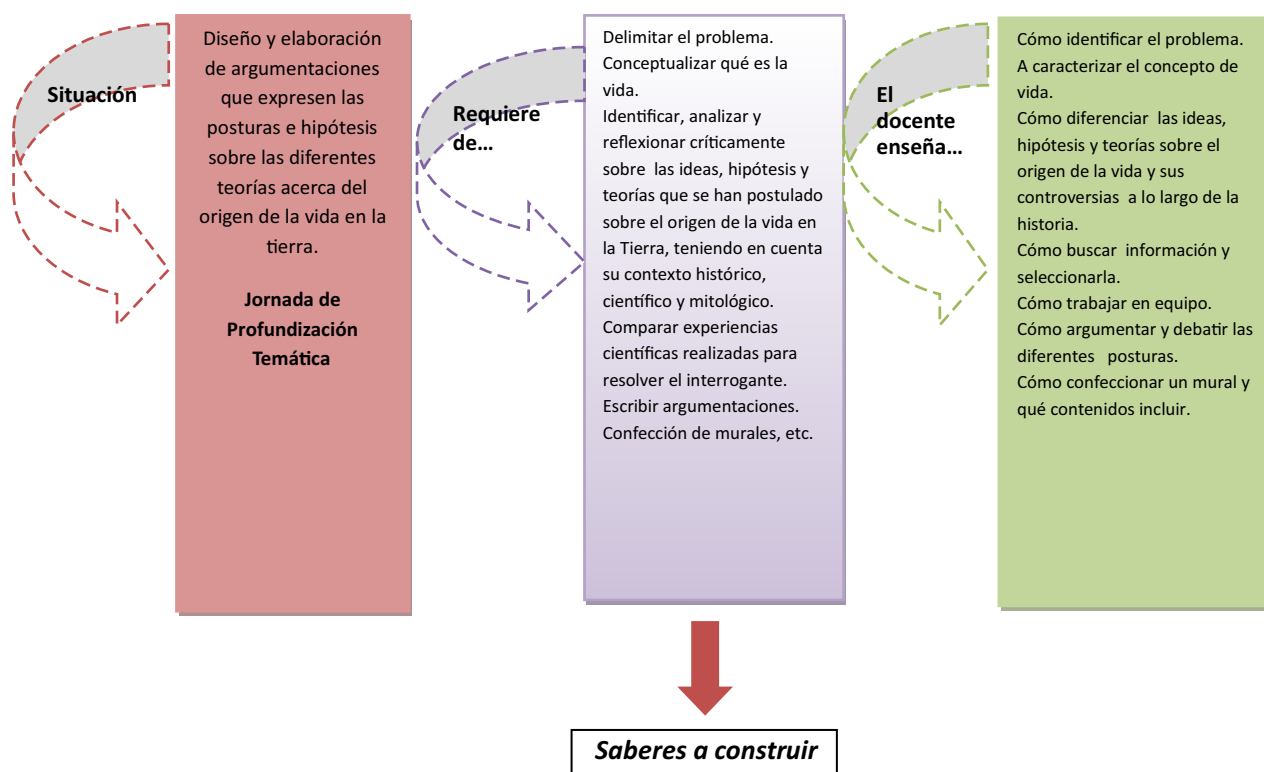 Situación
Diseño y elaboración
de argumentaciones
que expresen las
posturas e hipótesis
sobre las diferentes
teorías acerca del
origen de la vida en la
tierra.
Jornada de
Profundización
Temática
Requiere
de…
Delimitar el problema.
Conceptualizar qué es la
vida.
Identificar, analizar y
reflexionar críticamente
sobre las ideas, hipótesis y
teorías que se han postulado
sobre el origen de la vida en
la Tierra, teniendo en cuenta
su contexto histórico,
científico y mitológico.
Comparar experiencias
científicas realizadas para
resolver el interrogante.
Escribir argumentaciones.
Confección de murales, etc.
El
docente
enseña…
Cómo identificar el problema.
A caracterizar el concepto de
vida.
Cómo diferenciar las ideas,
hipótesis y teorías sobre el
origen de la vida y sus
controversias a lo largo de la
historia.
Cómo buscar información y
seleccionarla.
Cómo trabajar en equipo.
Cómo argumentar y debatir las
diferentes posturas.
Cómo confeccionar un mural y
qué contenidos incluir.
Saberes a construir